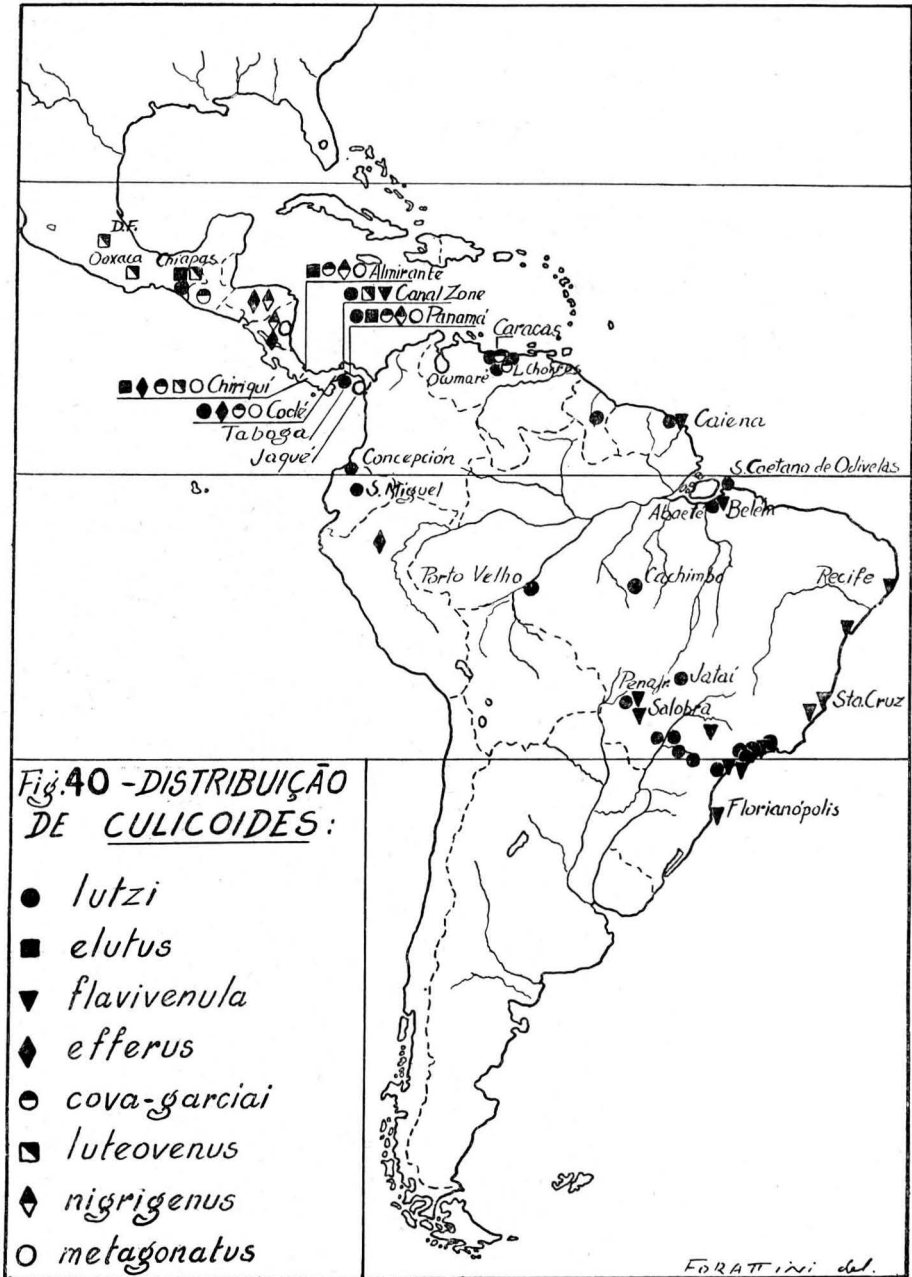 D.F.
Oaxaca
Chiapas
Almirante
Canal Zone
Panamá
Caracas
Ocumare
L.Chorres
Chiriquí
Coclé
Taboga
Jaqué
Caiena
Concepción
S. Miguel
S. Caetano de Odivelas
Abaeté
Belém
Porto Velho
Cachimbo
Recife
Jataí
Salobra
Sta. Cruz
Florianópolis
Fig. 40 - DISTRIBUIÇÃO
DE CULICOIDES:
lutzi
elutus
flavivenula
efferus
cova-garciai
luteovenus
nigrigenus
metagonatus
FORATTINI del.